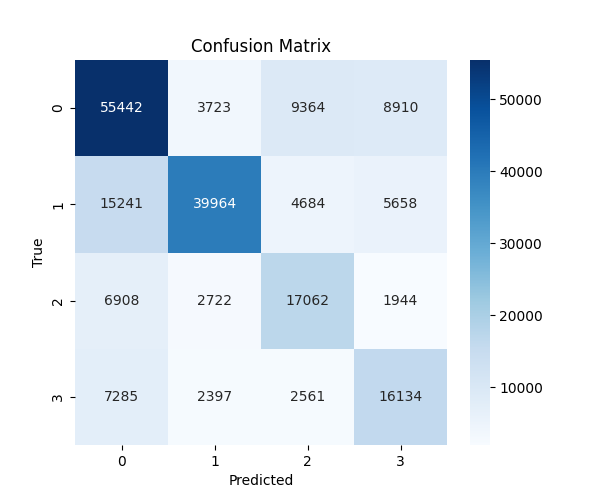 Confusion Matrix
0 55442 3723 9364 8910
1 15241 39964 4684 5658
2 6908 2722 17062 1944
3 7285 2397 2561 16134
0 1 2 3
True
Predicted
50000
40000
30000
20000
10000